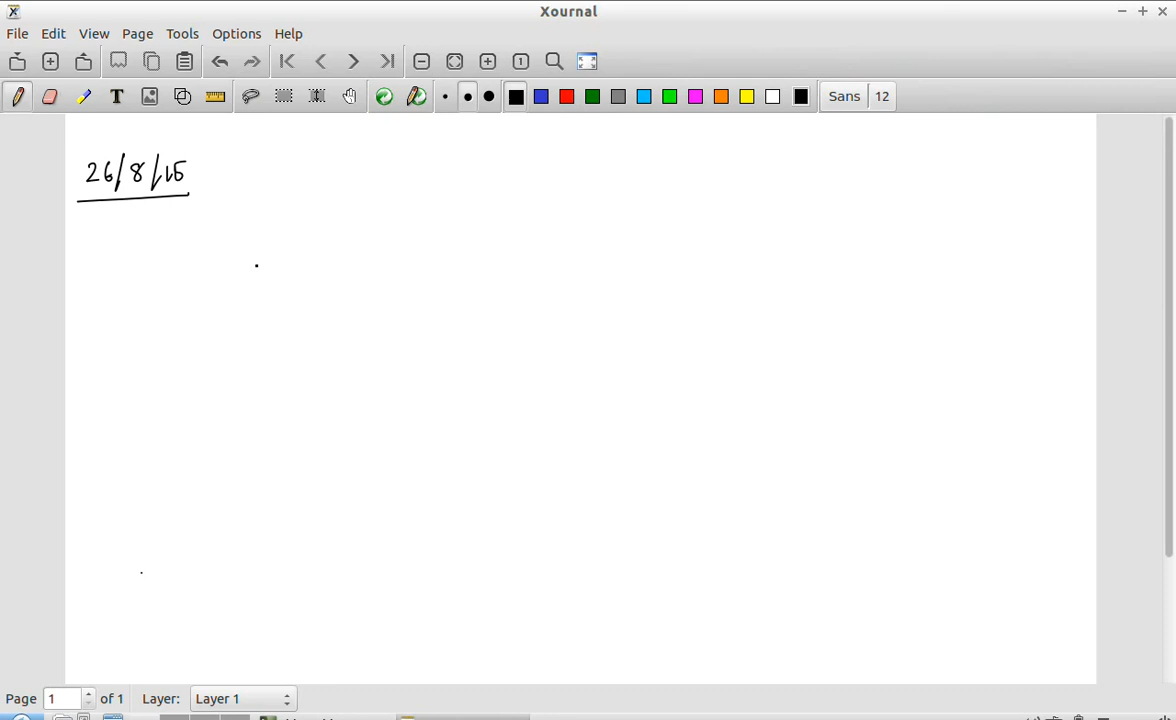 Xournal
File Edit View Page Tools Options Help
Sans 12
26/8/15
Page 1 of 1 Layer: Layer 1